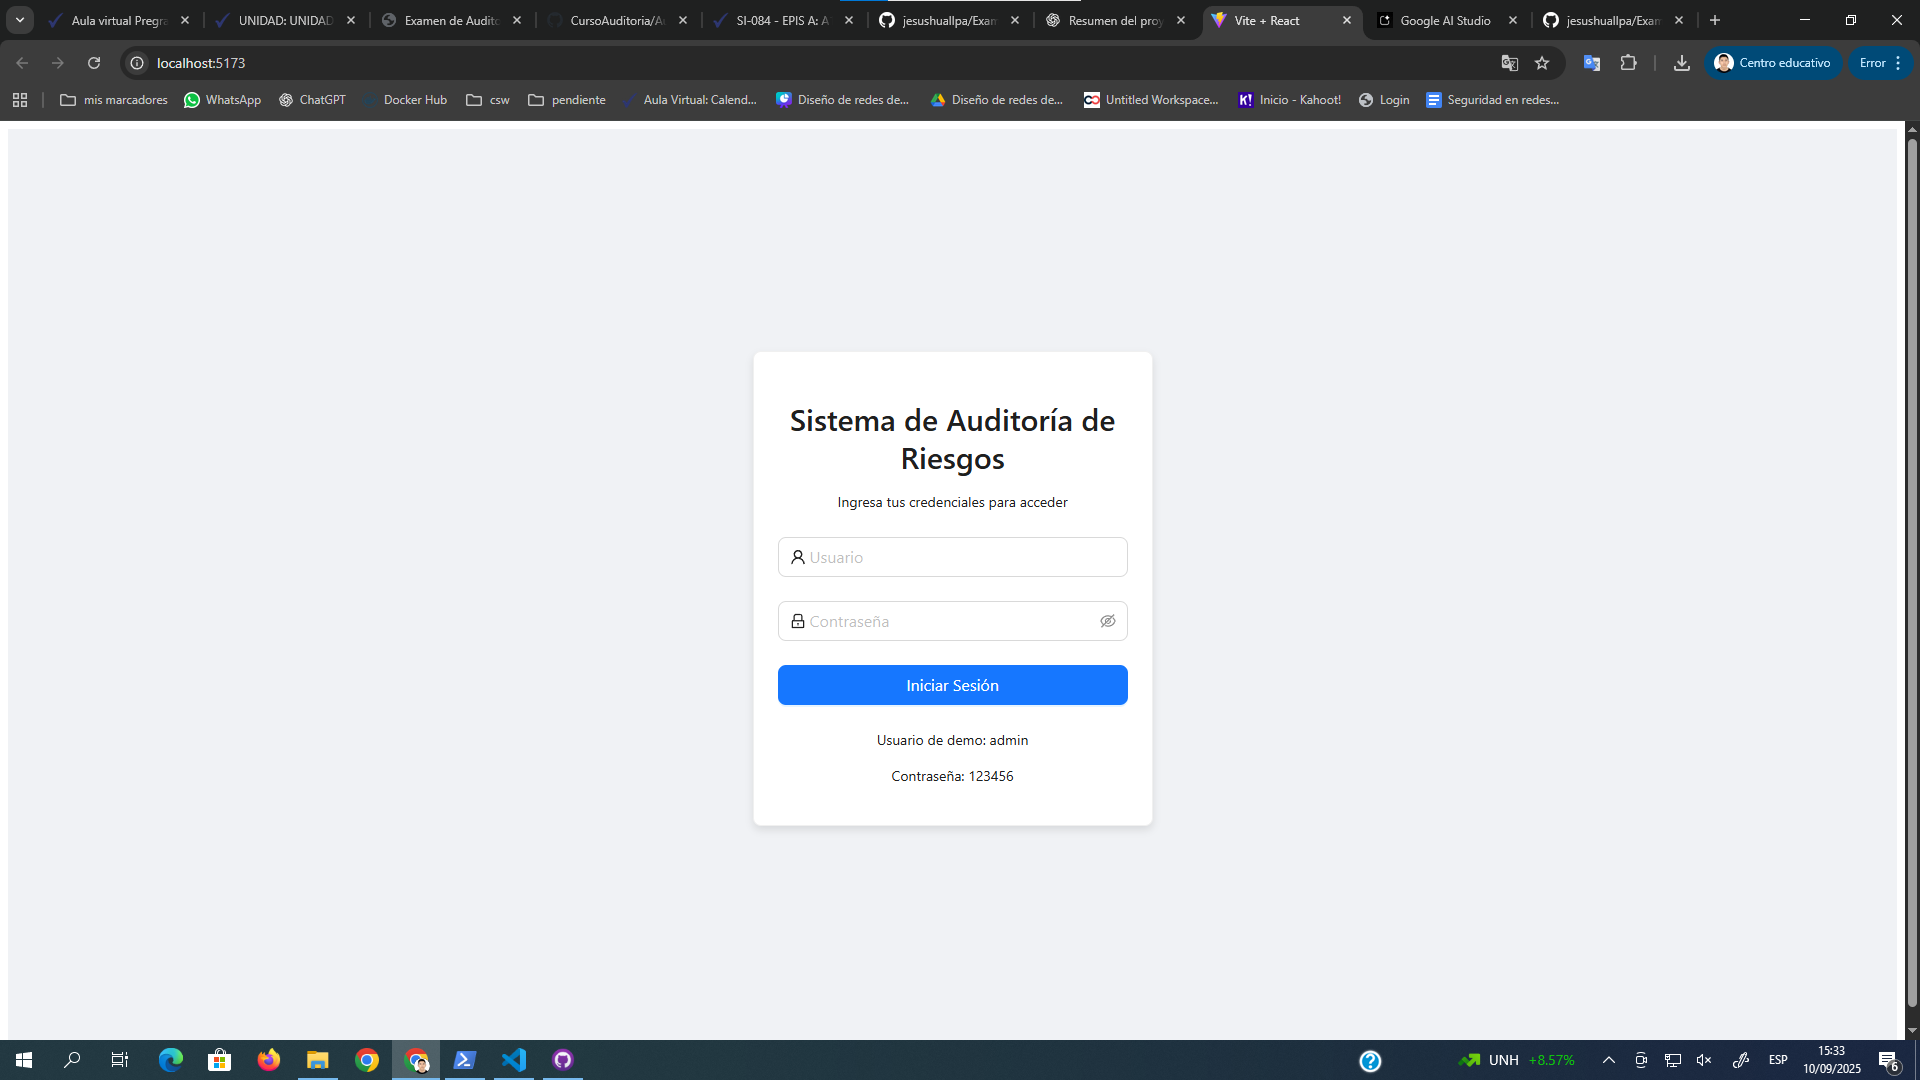 Aula virtual Pregra
UNIDAD: UNIDAD
Examen de Audito
CursoAuditoria/Au
SI-084 - EPIS A: A
jesushuallpa/Exam
Resumen del proy
Vite + React
Google AI Studio
jesushuallpa/Exam
localhost:5173
Centro educativo
Error
mis marcadores
WhatsApp
ChatGPT
Docker Hub
csw
pendiente
Aula Virtual: Calend...
Diseño de redes de...
Diseño de redes de...
Untitled Workspace...
Inicio - Kahoot!
Login
Seguridad en redes...
Sistema de Auditoría de
Riesgos
Ingresa tus credenciales para acceder
Usuario
Contraseña
Iniciar Sesión
Usuario de demo: admin
Contraseña: 123456
UNH +8.57%
ESP
15:33
10/09/2025
6